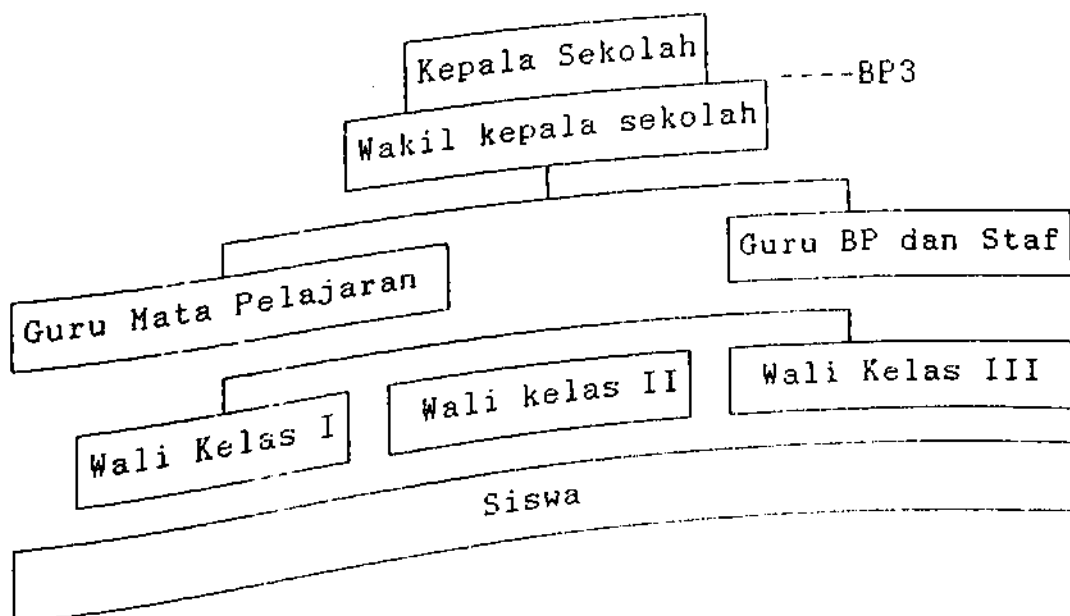 Kepala Sekolah
----BP3
Wakil kepala sekolah
Guru BP dan Staf
Guru Mata Pelajaran
Wali Kelas I
Wali kelas II
Wali Kelas III
Siswa